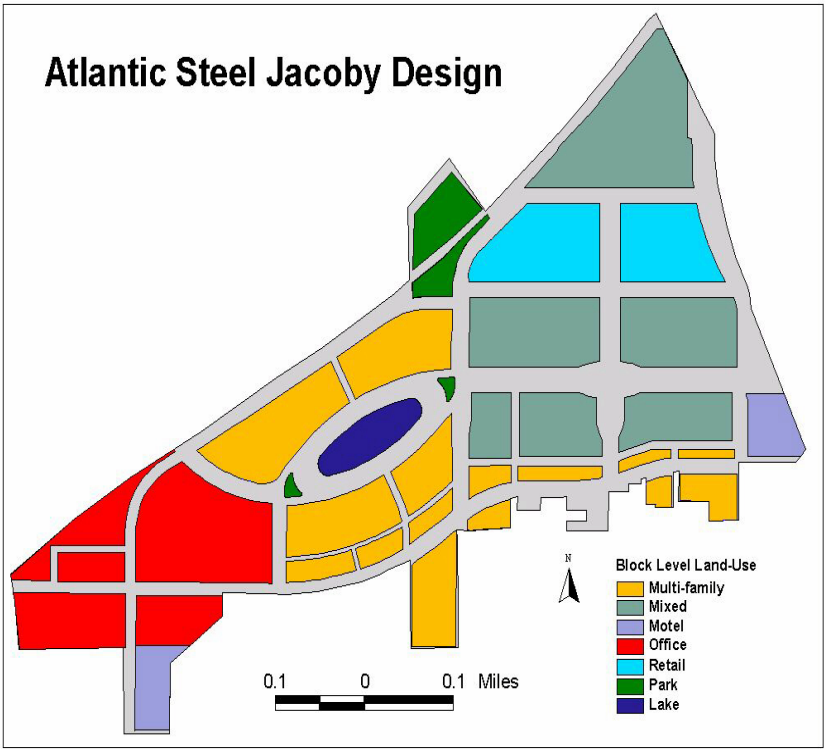 Atlantic Steel Jacoby Design
N
Block Level Land-Use
Multi-family
Mixed
Motel
Office
Retail
Park
Lake
0.1 0 0.1 Miles